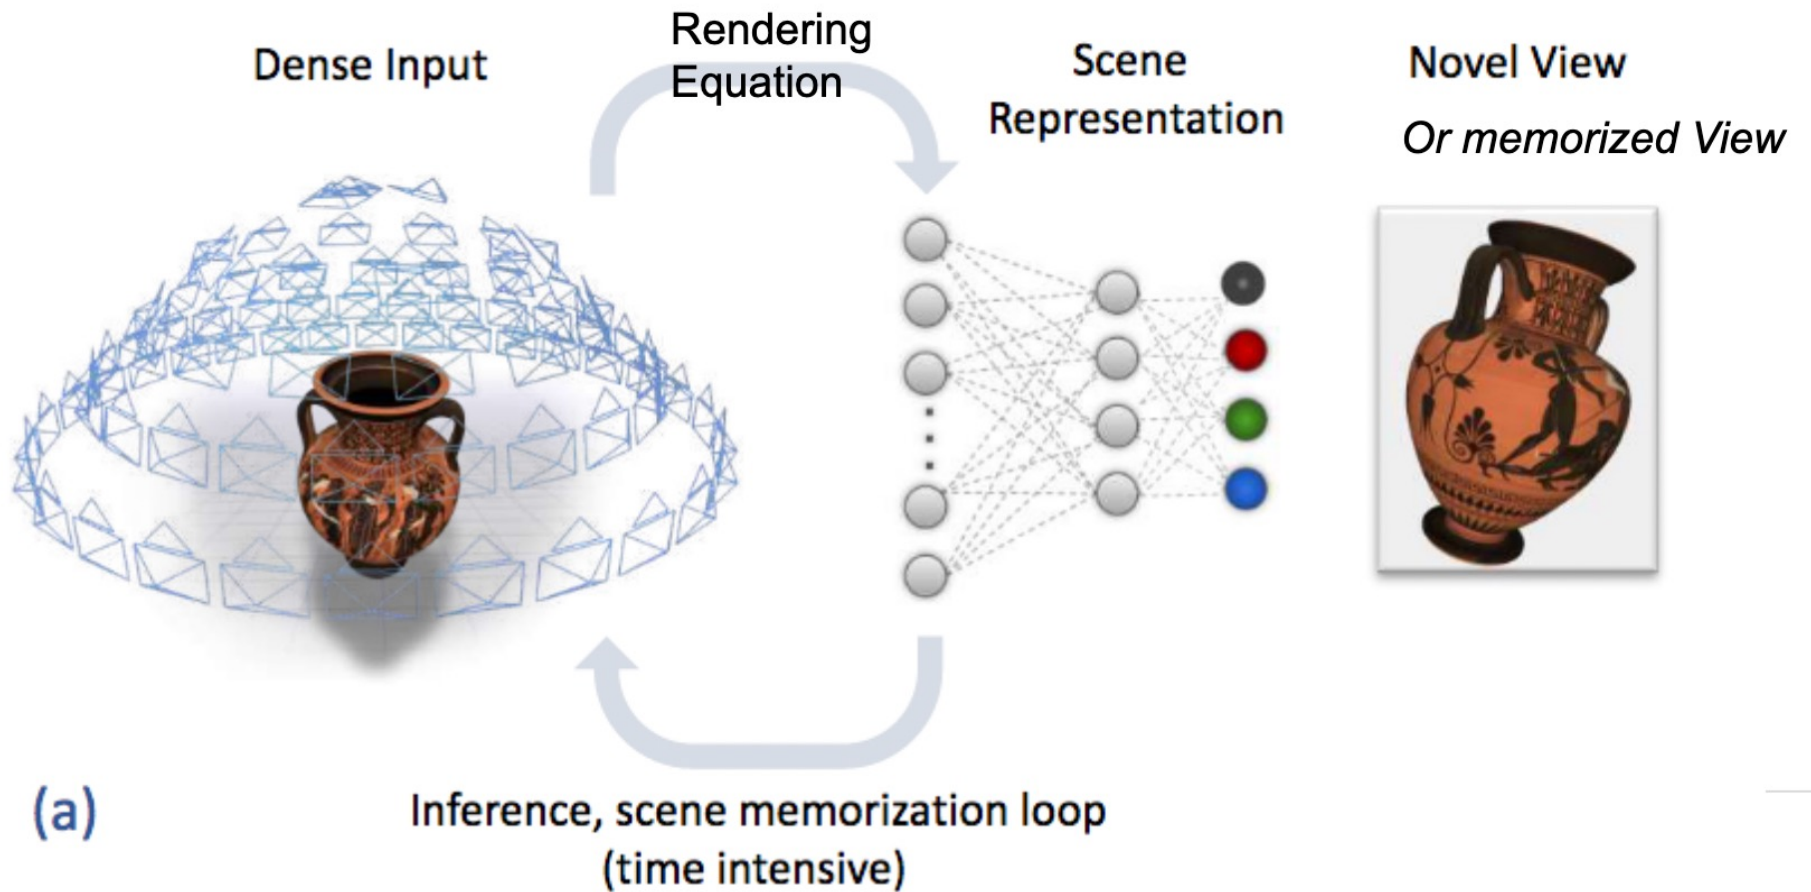 Dense Input
Rendering
Equation
Scene
Representation
Novel View
Or memorized View
(a)
Inference, scene memorization loop
(time intensive)